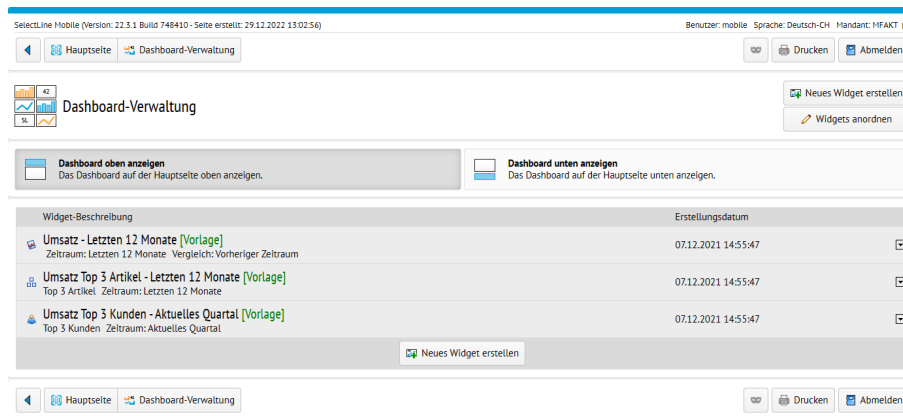 SelectLine Mobile (Version: 22.3.1 Build 748410 - Seite erstellt: 29.12.2022 13:02:56) Benutzer: mobile Sprache: Deutsch-CH Mandant: MFAKT
Hauptseite Dashboard-Verwaltung Drucken Abmelden
42
SL
Dashboard-Verwaltung
Neues Widget erstellen
Widgets anordnen
Dashboard oben anzeigen
Das Dashboard auf der Hauptseite oben anzeigen.
Dashboard unten anzeigen
Das Dashboard auf der Hauptseite unten anzeigen.
Widget-Beschreibung Erstellungsdatum
Umsatz - Letzten 12 Monate [Vorlage] 07.12.2021 14:55:47
Zeitraum: Letzten 12 Monate Vergleich: Vorheriger Zeitraum
Umsatz Top 3 Artikel - Letzten 12 Monate [Vorlage] 07.12.2021 14:55:47
Top 3 Artikel Zeitraum: Letzten 12 Monate
Umsatz Top 3 Kunden - Aktuelles Quartal [Vorlage] 07.12.2021 14:55:47
Top 3 Kunden Zeitraum: Aktuelles Quartal
Neues Widget erstellen
Hauptseite Dashboard-Verwaltung Drucken Abmelden